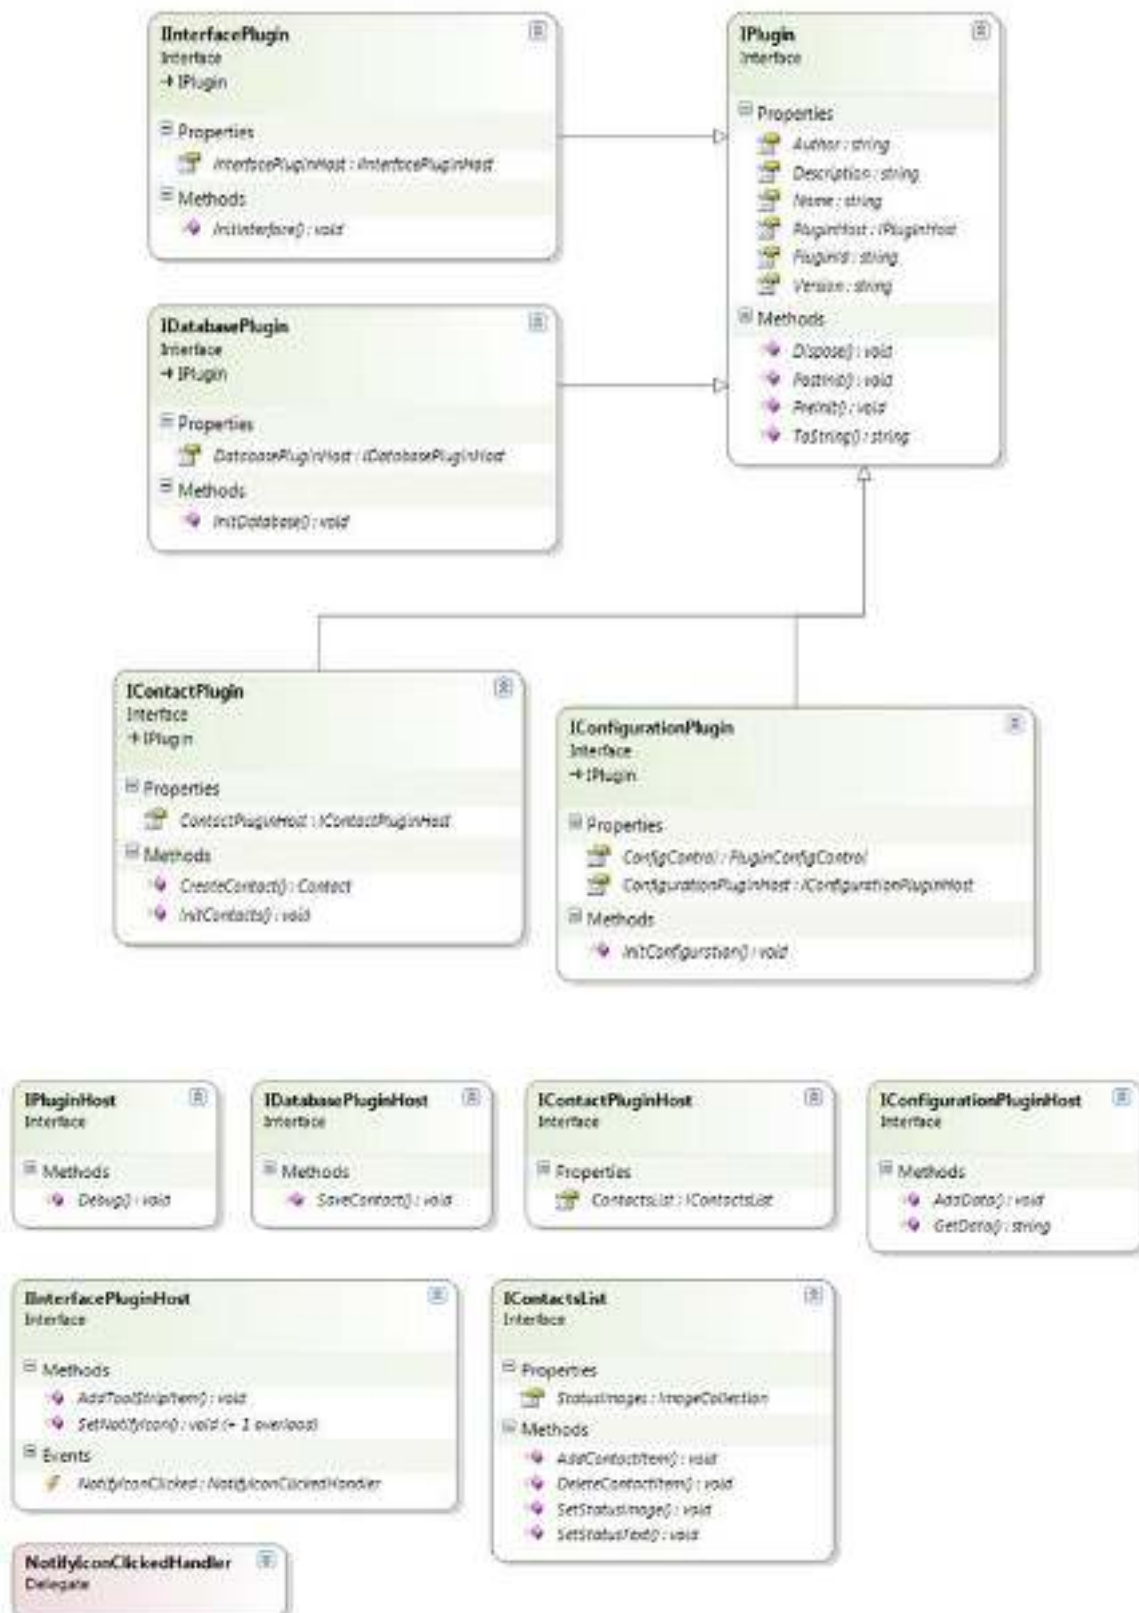 IInterfacePlugin
Interface
IPlugin
Properties
InterfacePluginHost : IInterfacePluginHost
Methods
InitInterface() : void
IPlugin
Interface
Properties
Author : string
Description : string
Name : string
PluginHost : IPluginHost
PluginId : string
Version : string
Methods
Dispose() : void
PostInit() : void
PreInit() : void
ToString() : string
IDatabasePlugin
Interface
IPlugin
Properties
DatabasePluginHost : IDatabasePluginHost
Methods
InitDatabase() : void
IContactPlugin
Interface
IPlugin
Properties
ContactPluginHost : IContactPluginHost
Methods
CreateContact() : Contact
InitContacts() : void
IConfigurationPlugin
Interface
IPlugin
Properties
ConfigControl : PluginConfigControl
ConfigurationPluginHost : IConfigurationPluginHost
Methods
InitConfigurstion() : void
IPluginHost
Interface
Methods
Debug() : void
IDatabasePluginHost
Interface
Methods
SaveContact() : void
IContactPluginHost
Interface
Properties
ContactsList : IContactsList
IConfigurationPluginHost
Interface
Methods
AddData() : void
GetData() : string
IInterfacePluginHost
Interface
Methods
AddToolStripItem() : void
SetNotifyIcon() : void (+ 1 overload)
Events
NotifyIconClicked : NotifyIconClickedHandler
IContactsList
Interface
Properties
StatusImages : ImageCollection
Methods
AddContactItem() : void
DeleteContactItem() : void
SetStatusImage() : void
SetStatusText() : void
NotifyIconClickedHandler
Delegate